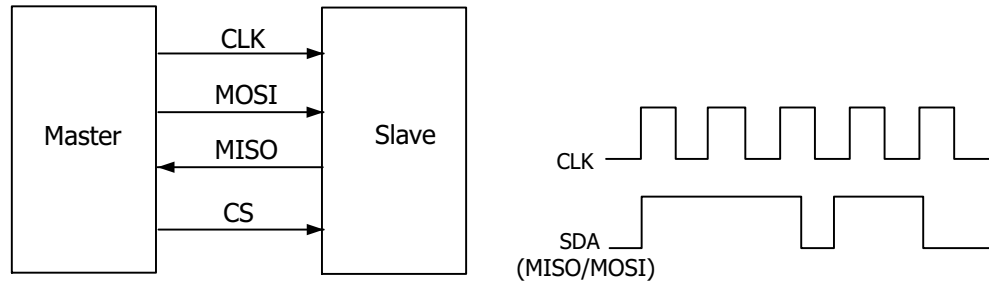 CLK
MOSI
Master
MISO
Slave
CS
CLK
SDA
(MISO/MOSI)